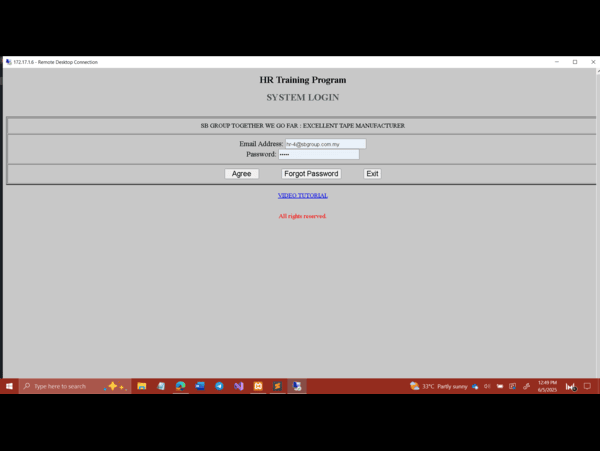 172.17.1.6 - Remote Desktop Connection
HR Training Program
SYSTEM LOGIN
SB GROUP TOGETHER WE GO FAR : EXCELLENT TAPE MANUFACTURER
Email Address: hr-4@sbgroup.com.my
Password: •••••
Agree Forgot Password Exit
VIDEO TUTORIAL
All rights reserved.
Type here to search
33°C Partly sunny
12:49 PM
6/5/2025